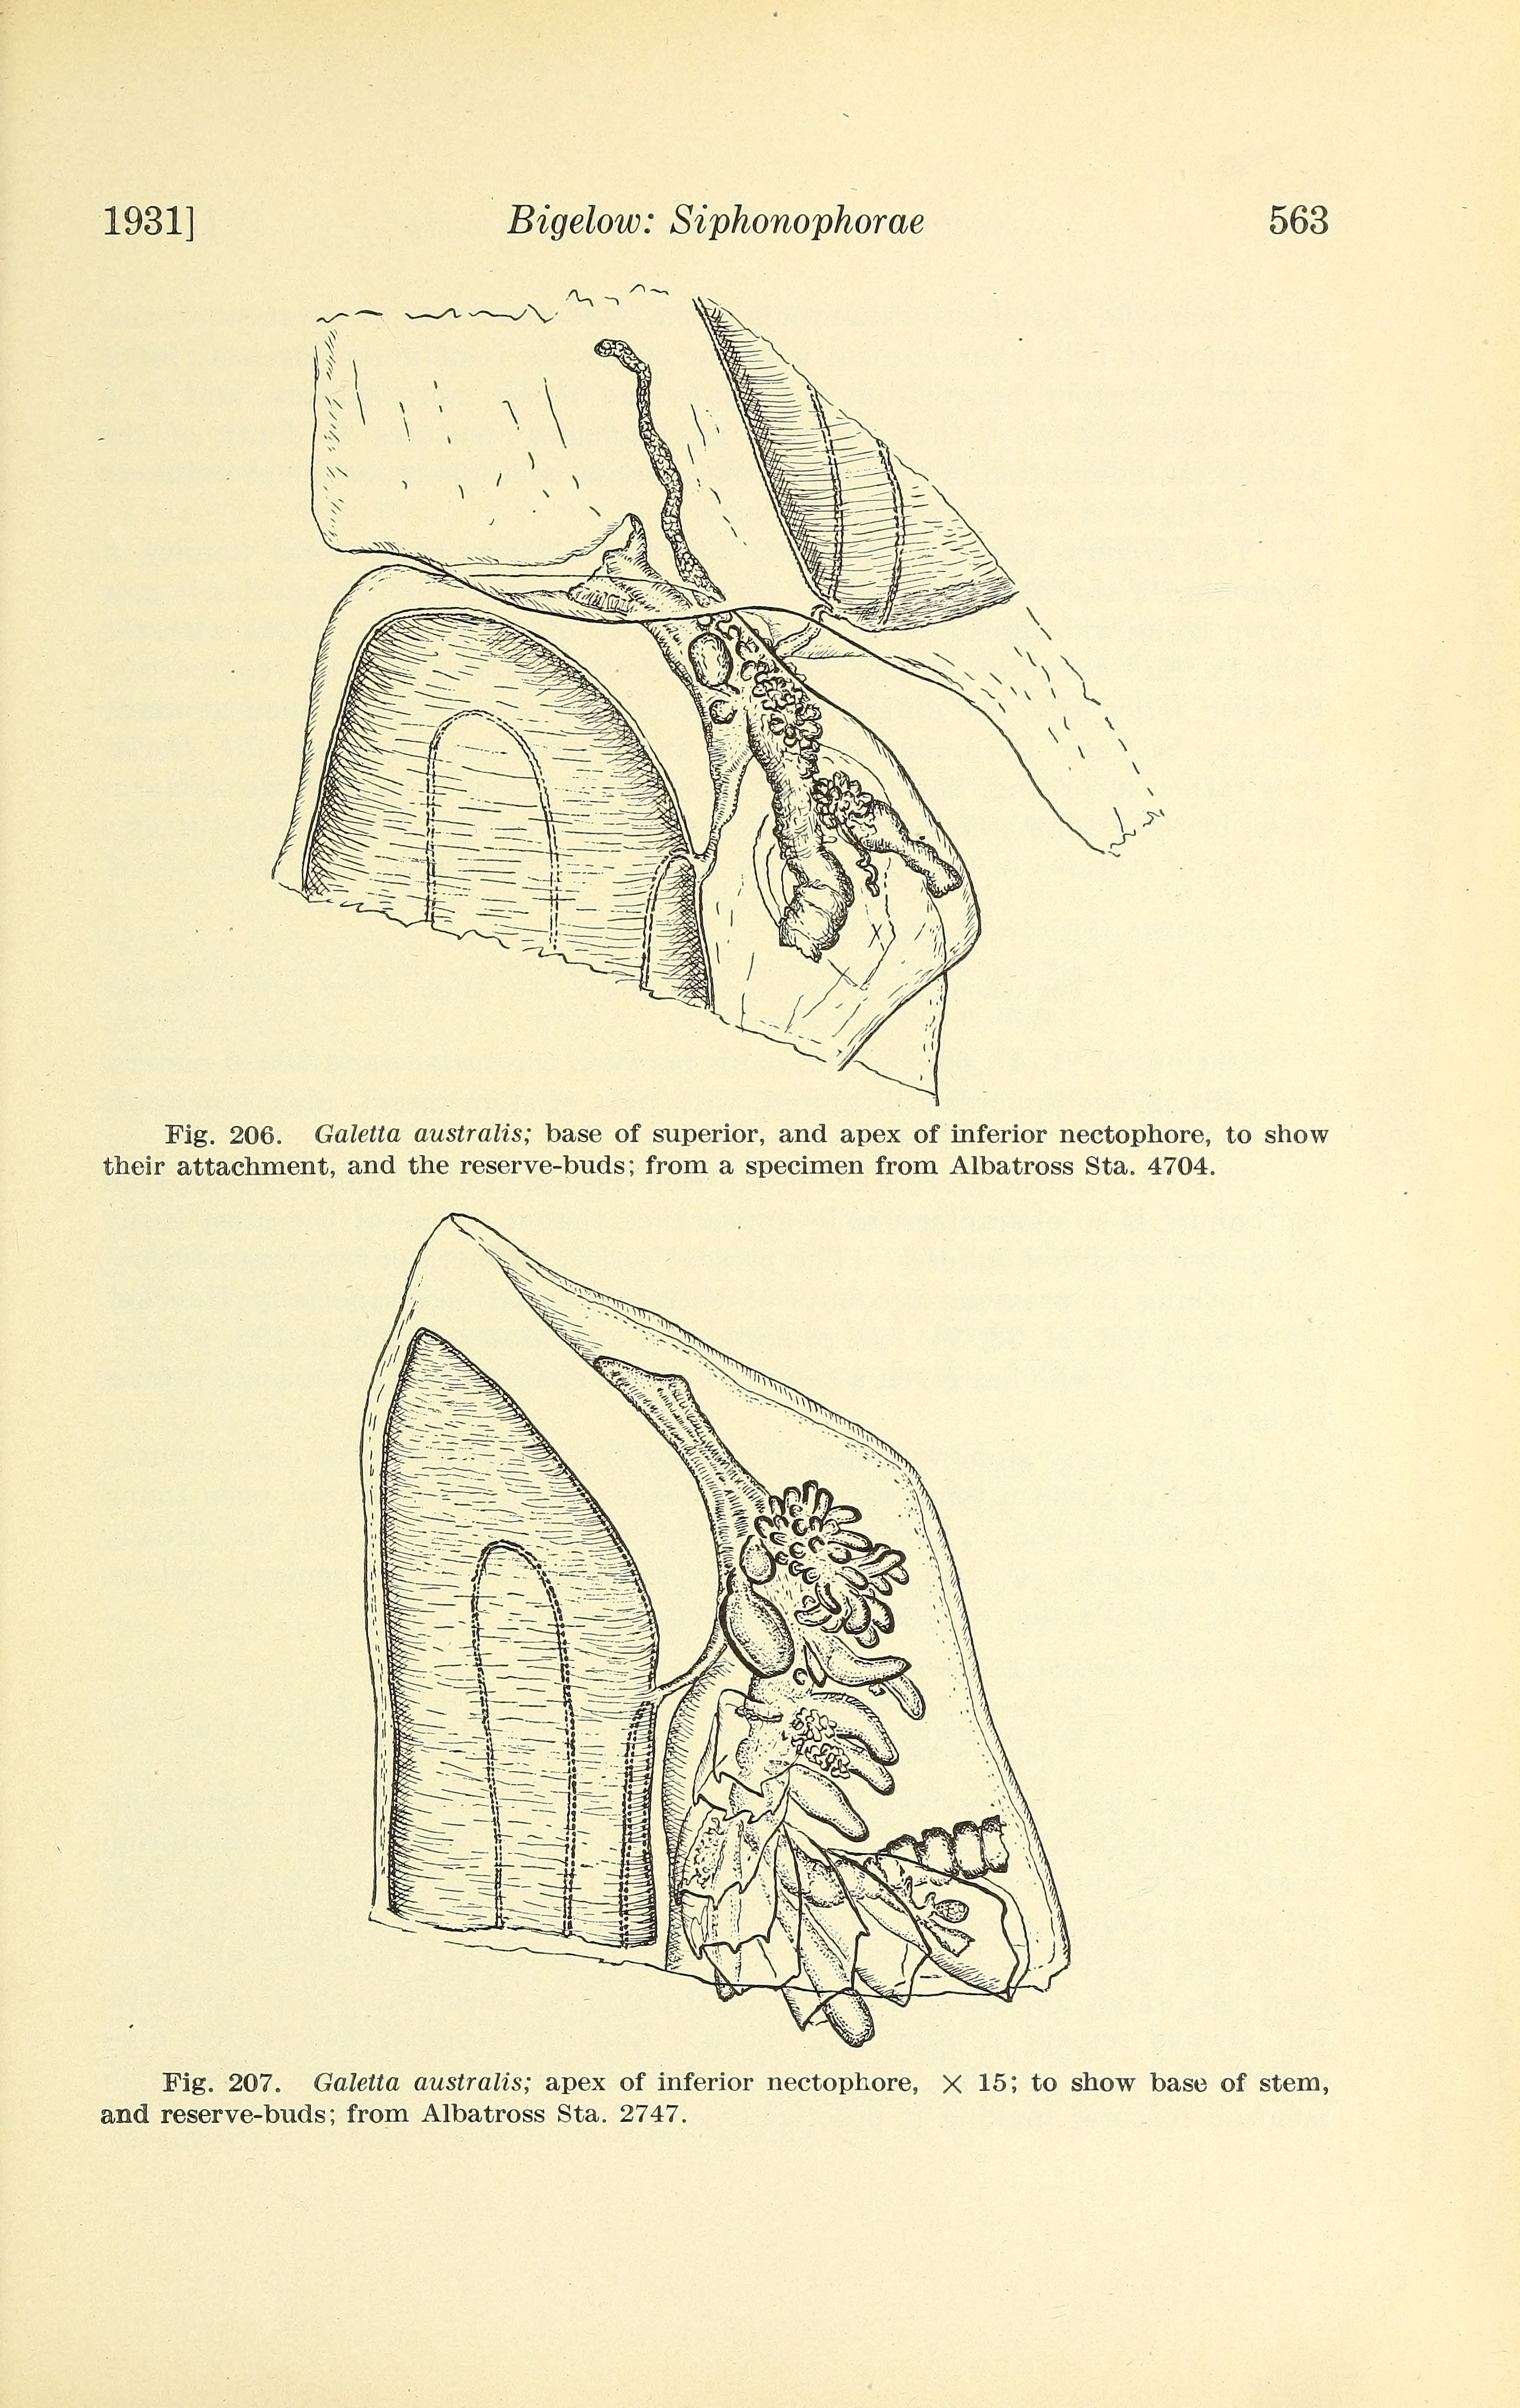 1931] Bigelow: Siphonophorae 563
Fig. 206. Galetta australis; base of superior, and apex of inferior nectophore, to show
their attachment, and the reserve-buds; from a specimen from Albatross Sta. 4704.
Fig. 207. Galetta australis; apex of inferior nectophore, × 15; to show base of stem,
and reserve-buds; from Albatross Sta. 2747.